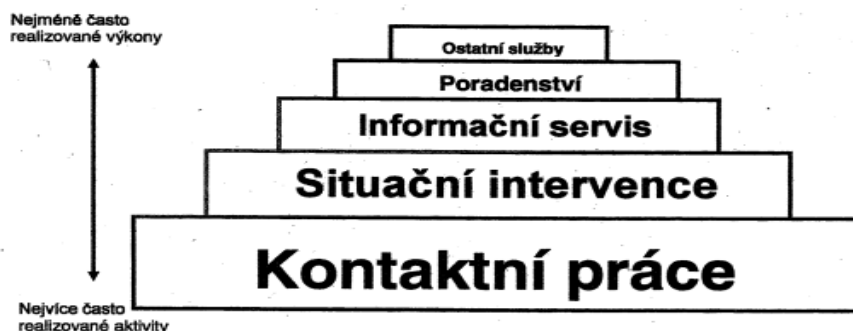 Nejméně často
realizované výkony
Ostatní služby
Poradenství
Informační servis
Situační intervence
Kontaktní práce
Nejvíce často
realizované aktivity